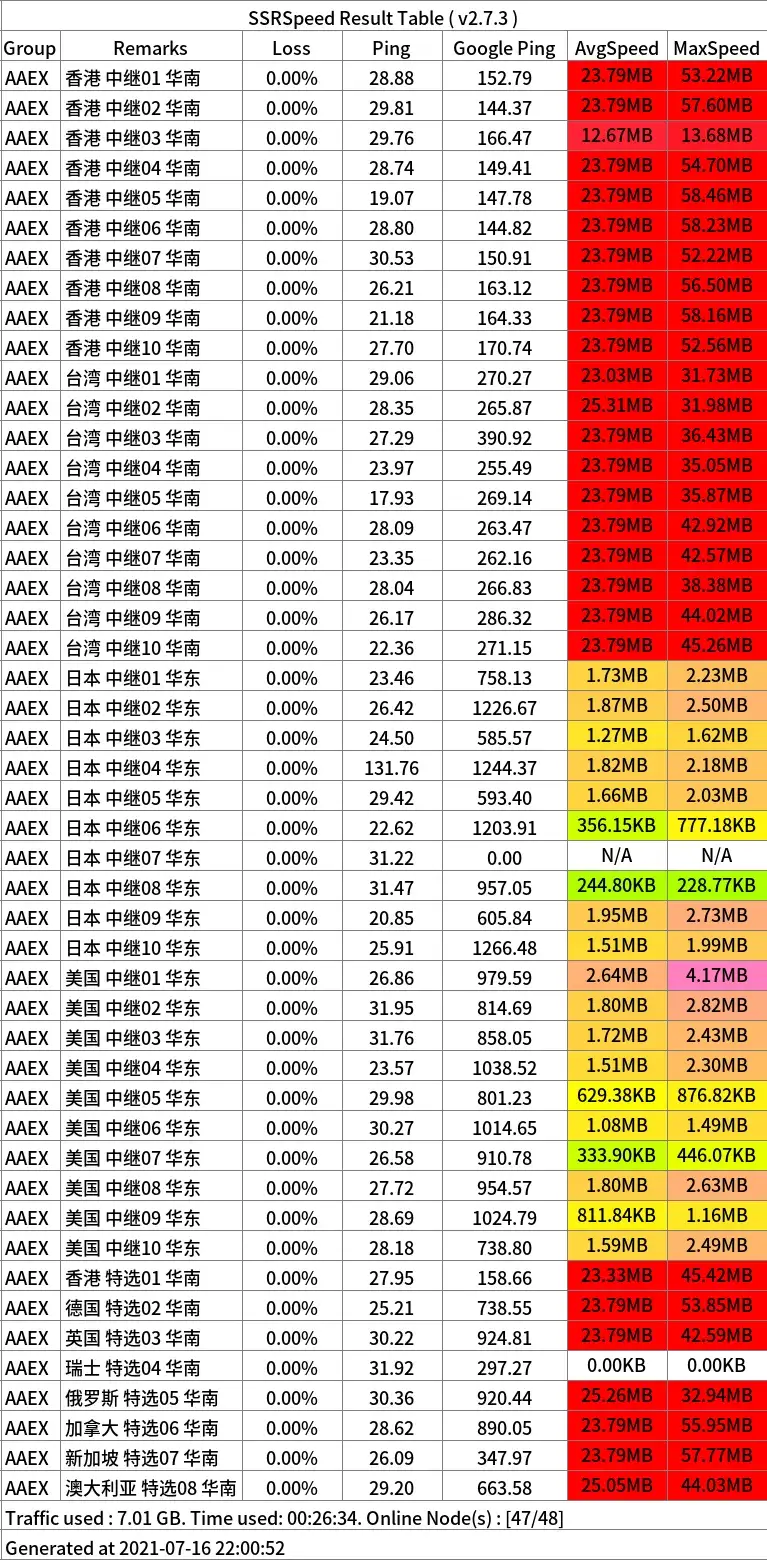 SSRSpeed Result Table ( v2.7.3 )
Group Remarks Loss Ping Google Ping AvgSpeed MaxSpeed
AAEX 香港 中继01 华南 0.00% 28.88 152.79 23.79MB 53.22MB
AAEX 香港 中继02 华南 0.00% 29.81 144.37 23.79MB 57.60MB
AAEX 香港 中继03 华南 0.00% 29.76 166.47 12.67MB 13.68MB
AAEX 香港 中继04 华南 0.00% 28.74 149.41 23.79MB 54.70MB
AAEX 香港 中继05 华南 0.00% 19.07 147.78 23.79MB 58.46MB
AAEX 香港 中继06 华南 0.00% 28.80 144.82 23.79MB 58.23MB
AAEX 香港 中继07 华南 0.00% 30.53 150.91 23.79MB 52.22MB
AAEX 香港 中继08 华南 0.00% 26.21 163.12 23.79MB 56.50MB
AAEX 香港 中继09 华南 0.00% 21.18 164.33 23.79MB 58.16MB
AAEX 香港 中继10 华南 0.00% 27.70 170.74 23.79MB 52.56MB
AAEX 台湾 中继01 华南 0.00% 29.06 270.27 23.03MB 31.73MB
AAEX 台湾 中继02 华南 0.00% 28.35 265.87 25.31MB 31.98MB
AAEX 台湾 中继03 华南 0.00% 27.29 390.92 23.79MB 36.43MB
AAEX 台湾 中继04 华南 0.00% 23.97 255.49 23.79MB 35.05MB
AAEX 台湾 中继05 华南 0.00% 17.93 269.14 23.79MB 35.87MB
AAEX 台湾 中继06 华南 0.00% 28.09 263.47 23.79MB 42.92MB
AAEX 台湾 中继07 华南 0.00% 23.35 262.16 23.79MB 42.57MB
AAEX 台湾 中继08 华南 0.00% 28.04 266.83 23.79MB 38.38MB
AAEX 台湾 中继09 华南 0.00% 26.17 286.32 23.79MB 44.02MB
AAEX 台湾 中继10 华南 0.00% 22.36 271.15 23.79MB 45.26MB
AAEX 日本 中继01 华东 0.00% 23.46 758.13 1.73MB 2.23MB
AAEX 日本 中继02 华东 0.00% 26.42 1226.67 1.87MB 2.50MB
AAEX 日本 中继03 华东 0.00% 24.50 585.57 1.27MB 1.62MB
AAEX 日本 中继04 华东 0.00% 131.76 1244.37 1.82MB 2.18MB
AAEX 日本 中继05 华东 0.00% 29.42 593.40 1.66MB 2.03MB
AAEX 日本 中继06 华东 0.00% 22.62 1203.91 356.15KB 777.18KB
AAEX 日本 中继07 华东 0.00% 31.22 0.00 N/A N/A
AAEX 日本 中继08 华东 0.00% 31.47 957.05 244.80KB 228.77KB
AAEX 日本 中继09 华东 0.00% 20.85 605.84 1.95MB 2.73MB
AAEX 日本 中继10 华东 0.00% 25.91 1266.48 1.51MB 1.99MB
AAEX 美国 中继01 华东 0.00% 26.86 979.59 2.64MB 4.17MB
AAEX 美国 中继02 华东 0.00% 31.95 814.69 1.80MB 2.82MB
AAEX 美国 中继03 华东 0.00% 31.76 858.05 1.72MB 2.43MB
AAEX 美国 中继04 华东 0.00% 23.57 1038.52 1.51MB 2.30MB
AAEX 美国 中继05 华东 0.00% 29.98 801.23 629.38KB 876.82KB
AAEX 美国 中继06 华东 0.00% 30.27 1014.65 1.08MB 1.49MB
AAEX 美国 中继07 华东 0.00% 26.58 910.78 333.90KB 446.07KB
AAEX 美国 中继08 华东 0.00% 27.72 954.57 1.80MB 2.63MB
AAEX 美国 中继09 华东 0.00% 28.69 1024.79 811.84KB 1.16MB
AAEX 美国 中继10 华东 0.00% 28.18 738.80 1.59MB 2.49MB
AAEX 香港 特选01 华南 0.00% 27.95 158.66 23.33MB 45.42MB
AAEX 德国 特选02 华南 0.00% 25.21 738.55 23.79MB 53.85MB
AAEX 英国 特选03 华南 0.00% 30.22 924.81 23.79MB 42.59MB
AAEX 瑞士 特选04 华南 0.00% 31.92 297.27 0.00KB 0.00KB
AAEX 俄罗斯 特选05 华南 0.00% 30.36 920.44 25.26MB 32.94MB
AAEX 加拿大 特选06 华南 0.00% 28.62 890.05 23.79MB 55.95MB
AAEX 新加坡 特选07 华南 0.00% 26.09 347.97 23.79MB 57.77MB
AAEX 澳大利亚 特选08 华南 0.00% 29.20 663.58 25.05MB 44.03MB
Traffic used : 7.01 GB. Time used: 00:26:34. Online Node(s) : [47/48]
Generated at 2021-07-16 22:00:52